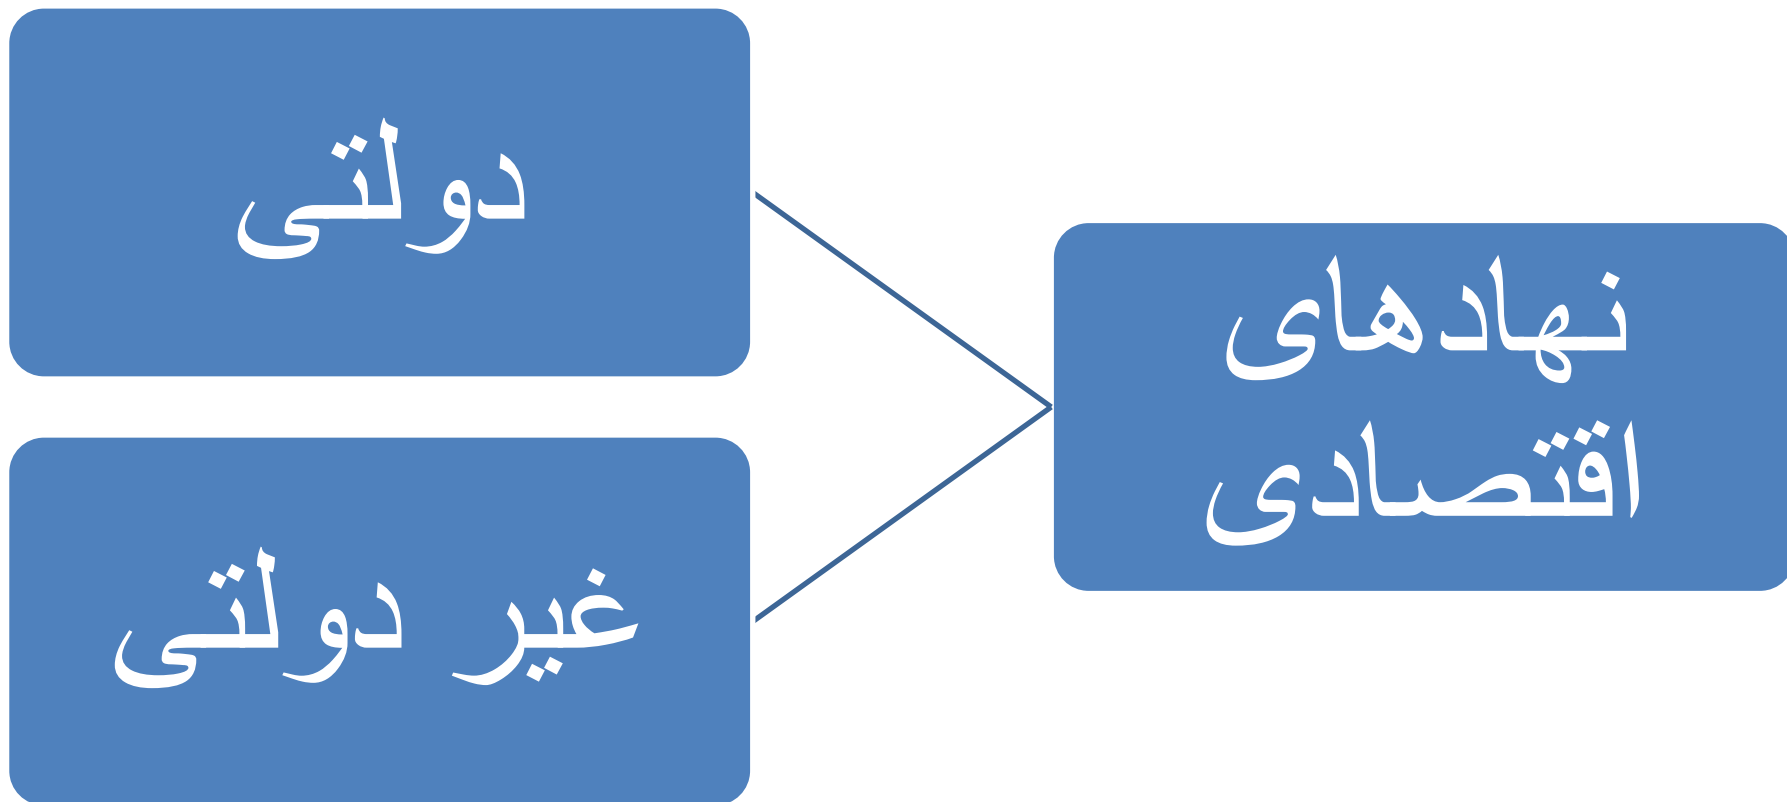 نهادهای
اقتصادی
دولتی
غیر دولتی